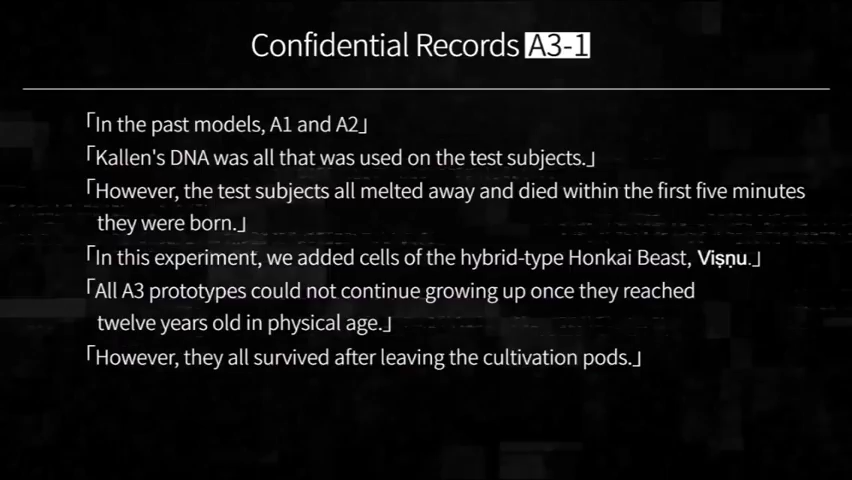 Confidential Records A3-1
「In the past models, A1 and A2」
「Kallen's DNA was all that was used on the test subjects.」
「However, the test subjects all melted away and died within the first five minutes
they were born.」
「In this experiment, we added cells of the hybrid-type Honkai Beast, Viṣṇu.」
「All A3 prototypes could not continue growing up once they reached
twelve years old in physical age.」
「However, they all survived after leaving the cultivation pods.」